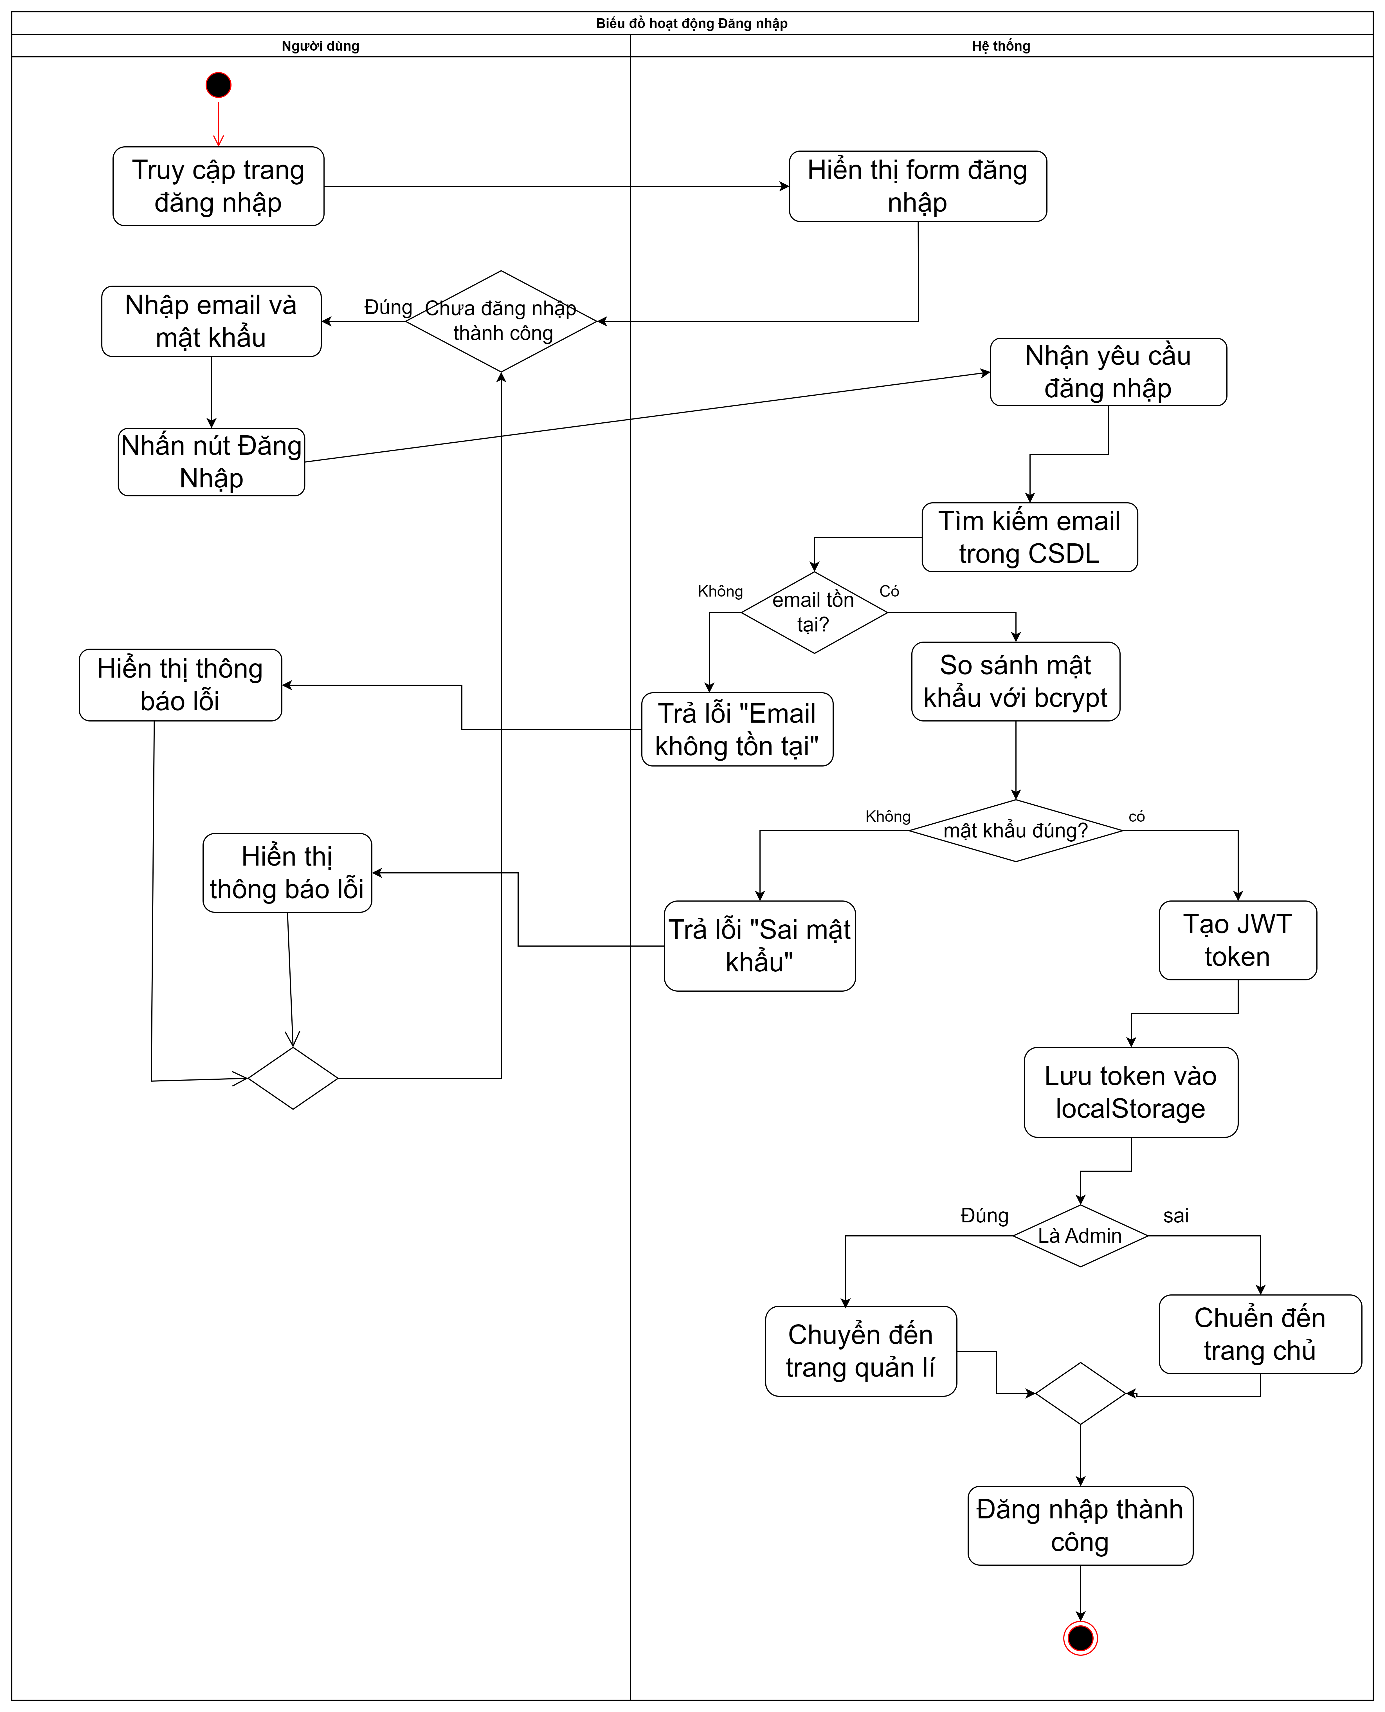 Biểu đồ hoạt động Đăng nhập
Người dùng
Hệ thống
Truy cập trang
đăng nhập
Hiển thị form đăng
nhập
Nhập email và
mật khẩu
Đúng
Chưa đăng nhập
thành công
Nhận yêu cầu
đăng nhập
Nhấn nút Đăng
Nhập
Tìm kiếm email
trong CSDL
Không
email tồn
tại?
Có
Hiển thị thông
báo lỗi
So sánh mật
khẩu với bcrypt
Trả lỗi "Email
không tồn tại"
Không
mật khẩu đúng?
có
Hiển thị
thông báo lỗi
Trả lỗi "Sai mật
khẩu"
Tạo JWT
token
Lưu token vào
localStorage
Đúng
Là Admin
sai
Chuyển đến
trang quản lí
Chuển đến
trang chủ
Đăng nhập thành
công